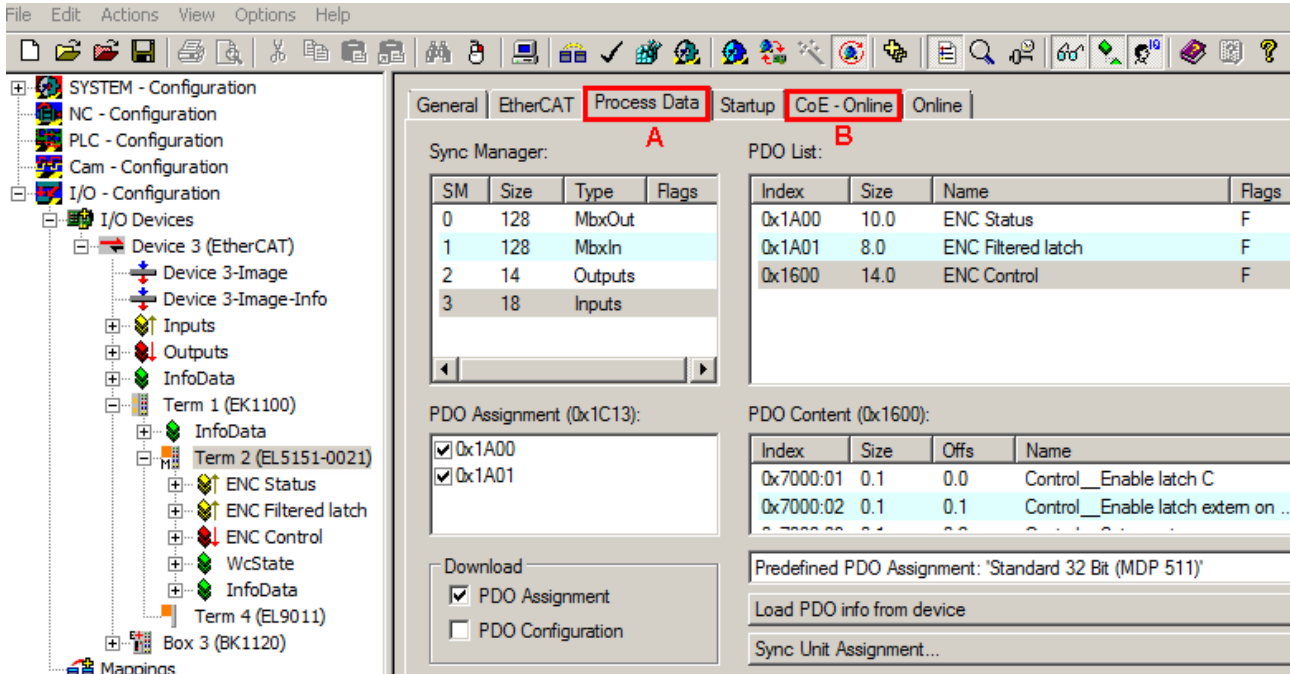 File Edit Actions View Options Help
SYSTEM - Configuration
NC - Configuration
PLC - Configuration
Cam - Configuration
I/O - Configuration
I/O Devices
Device 3 (EtherCAT)
Device 3-Image
Device 3-Image-Info
Inputs
Outputs
InfoData
Term 1 (EK1100)
InfoData
Term 2 (EL5151-0021)
ENC Status
ENC Filtered latch
ENC Control
WcState
InfoData
Term 4 (EL9011)
Box 3 (BK1120)
Mappings
General EtherCAT Process Data Startup CoE - Online Online
A B
Sync Manager:
SM Size Type Flags
0 128 MbxOut
1 128 MbxIn
2 14 Outputs
3 18 Inputs
PDO List:
Index Size Name Flags
0x1A00 10.0 ENC Status F
0x1A01 8.0 ENC Filtered latch F
0x1600 14.0 ENC Control F
PDO Assignment (0x1C13):
0x1A00
0x1A01
PDO Content (0x1600):
Index Size Offs Name
0x7000:01 0.1 0.0 Control__Enable latch C
0x7000:02 0.1 0.1 Control__Enable latch extern on ...
Download
PDO Assignment
PDO Configuration
Predefined PDO Assignment: 'Standard 32 Bit (MDP 511)'
Load PDO info from device
Sync Unit Assignment...